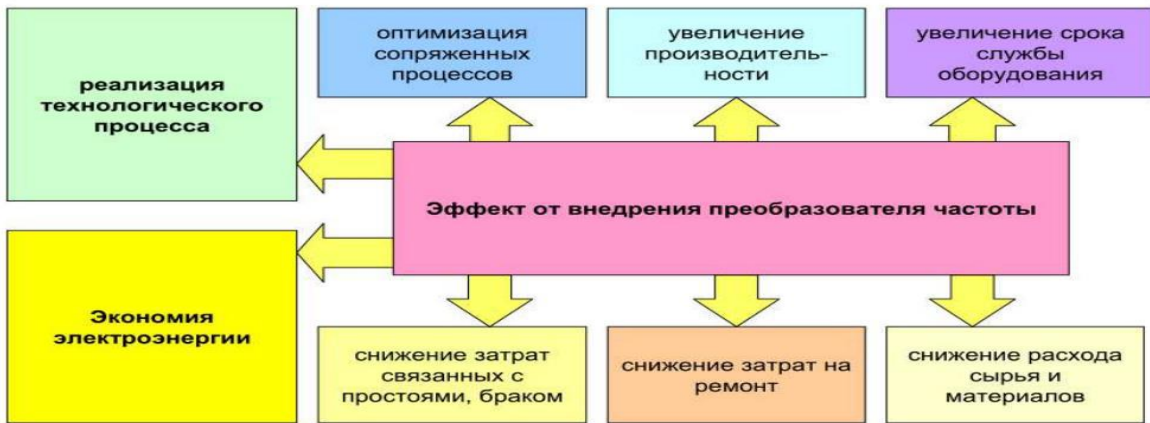 реализация
технологического
процесса
оптимизация
сопряженных
процессов
увеличение
производитель-
ности
увеличение срока
службы
оборудования
Эффект от внедрения преобразователя частоты
Экономия
электроэнергии
снижение затрат
связанных с
простоями, браком
снижение затрат на
ремонт
снижение расхода
сырья и
материалов